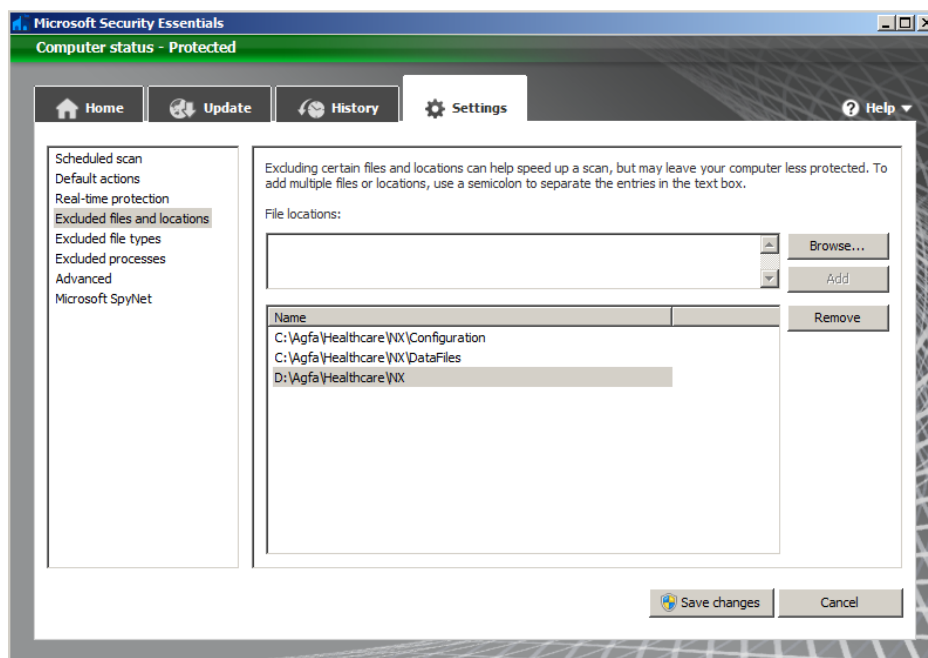 Microsoft Security Essentials
Computer status - Protected
Home
Update
History
Settings
Help
Scheduled scan
Default actions
Real-time protection
Excluded files and locations
Excluded file types
Excluded processes
Advanced
Microsoft SpyNet
Excluding certain files and locations can help speed up a scan, but may leave your computer less protected. To
add multiple files or locations, use a semicolon to separate the entries in the text box.
File locations:
Browse...
Add
Name
Remove
C:\Agfa\Healthcare\NX\Configuration
C:\Agfa\Healthcare\NX\DataFiles
D:\Agfa\Healthcare\NX
Save changes
Cancel